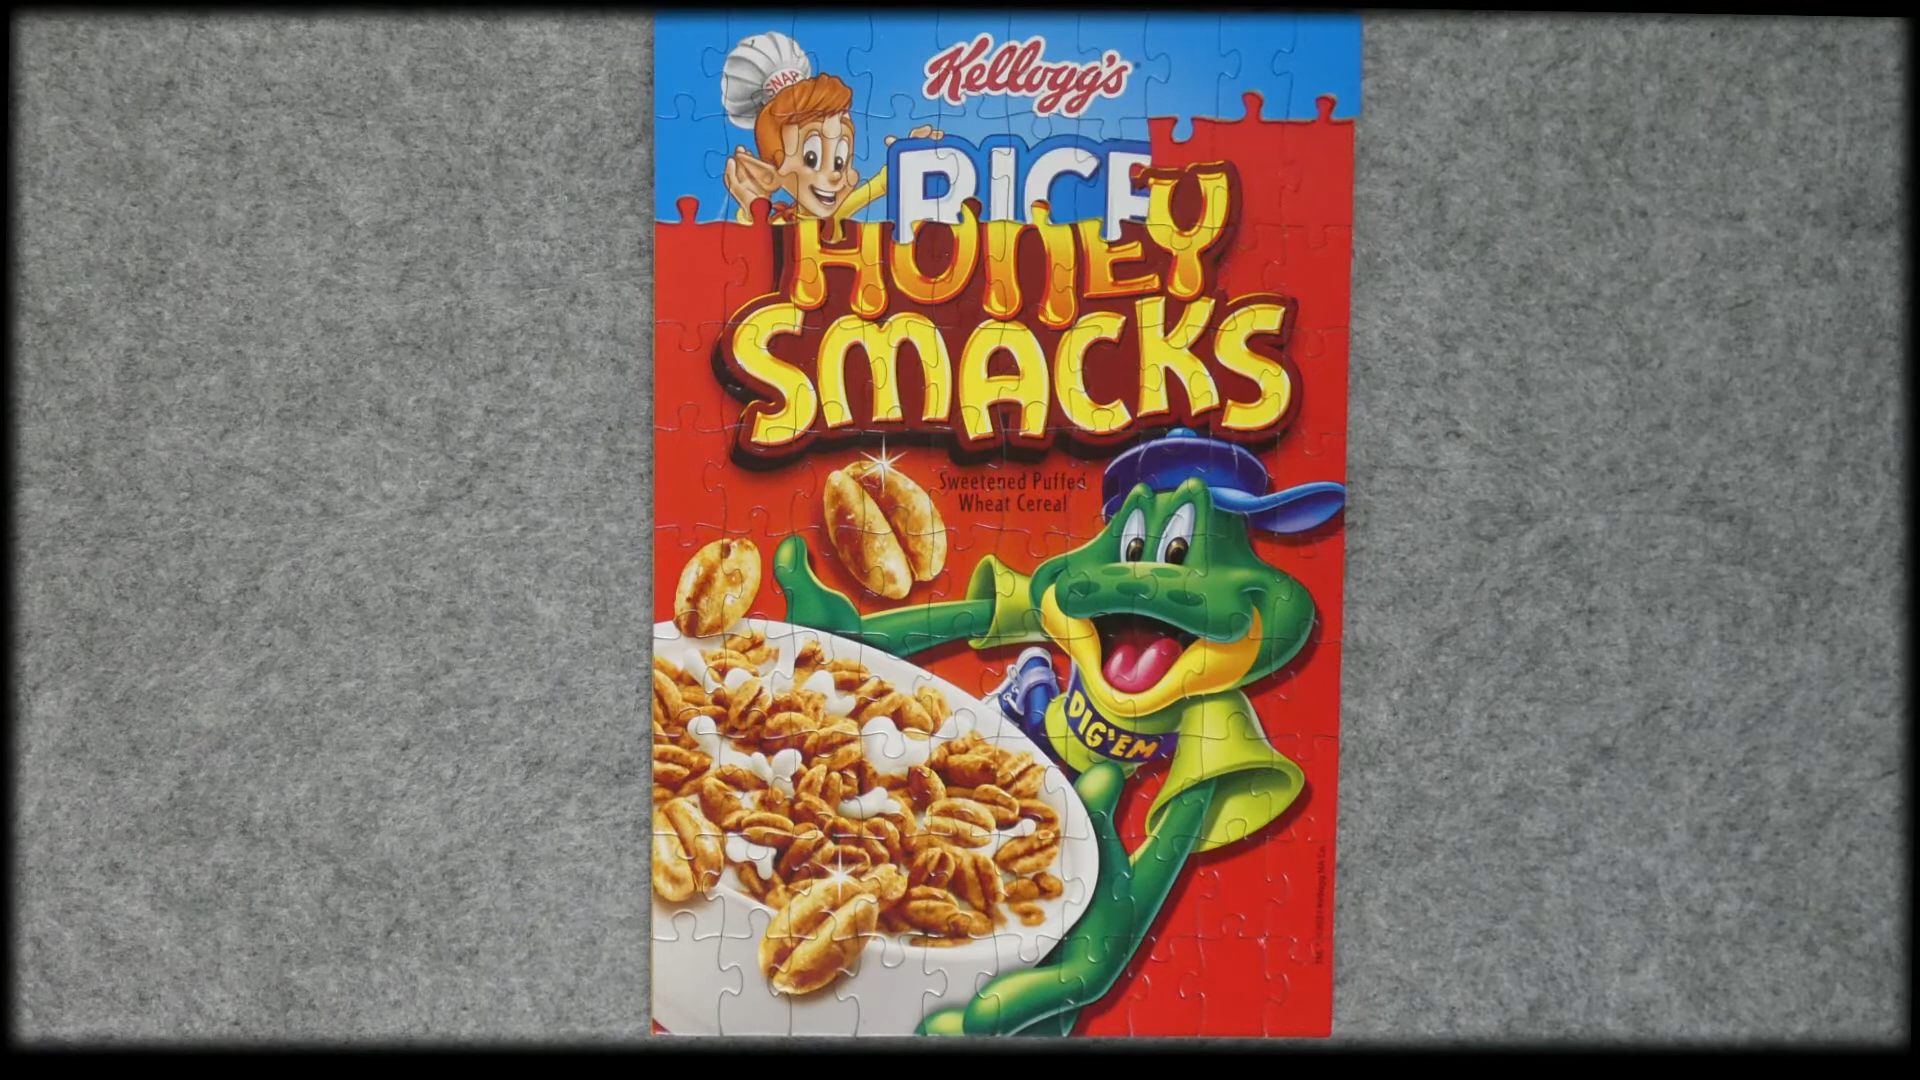 SNAP
Kellogg's
RICE
HONEY
SMACKS
Sweetened Puffed
Wheat Cereal
DIG'EM